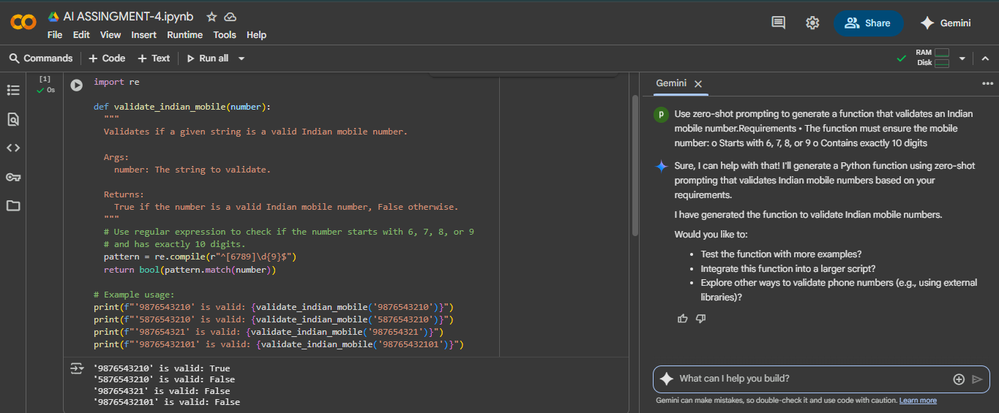 AI ASSINGMENT-4.ipynb
File Edit View Insert Runtime Tools Help
Share
Gemini
Commands + Code + Text Run all
RAM
Disk
[1]
0s
import re
def validate_indian_mobile(number):
"""
Validates if a given string is a valid Indian mobile number.
Args:
number: The string to validate.
Returns:
True if the number is a valid Indian mobile number, False otherwise.
"""
# Use regular expression to check if the number starts with 6, 7, 8, or 9
# and has exactly 10 digits.
pattern = re.compile(r"^[6789]\d{9}$")
return bool(pattern.match(number))
# Example usage:
print(f"'9876543210' is valid: {validate_indian_mobile('9876543210')}")
print(f"'5876543210' is valid: {validate_indian_mobile('5876543210')}")
print(f"'987654321' is valid: {validate_indian_mobile('987654321')}")
print(f"'98765432101' is valid: {validate_indian_mobile('98765432101')}")
'9876543210' is valid: True
'5876543210' is valid: False
'987654321' is valid: False
'98765432101' is valid: False
Gemini
P
Use zero-shot prompting to generate a function that validates an Indian
mobile number.Requirements • The function must ensure the mobile
number: o Starts with 6, 7, 8, or 9 o Contains exactly 10 digits
Sure, I can help with that! I'll generate a Python function using zero-shot
prompting that validates Indian mobile numbers based on your
requirements.
I have generated the function to validate Indian mobile numbers.
Would you like to:
• Test the function with more examples?
• Integrate this function into a larger script?
• Explore other ways to validate phone numbers (e.g., using external
libraries)?
What can I help you build?
Gemini can make mistakes, so double-check it and use code with caution. Learn more